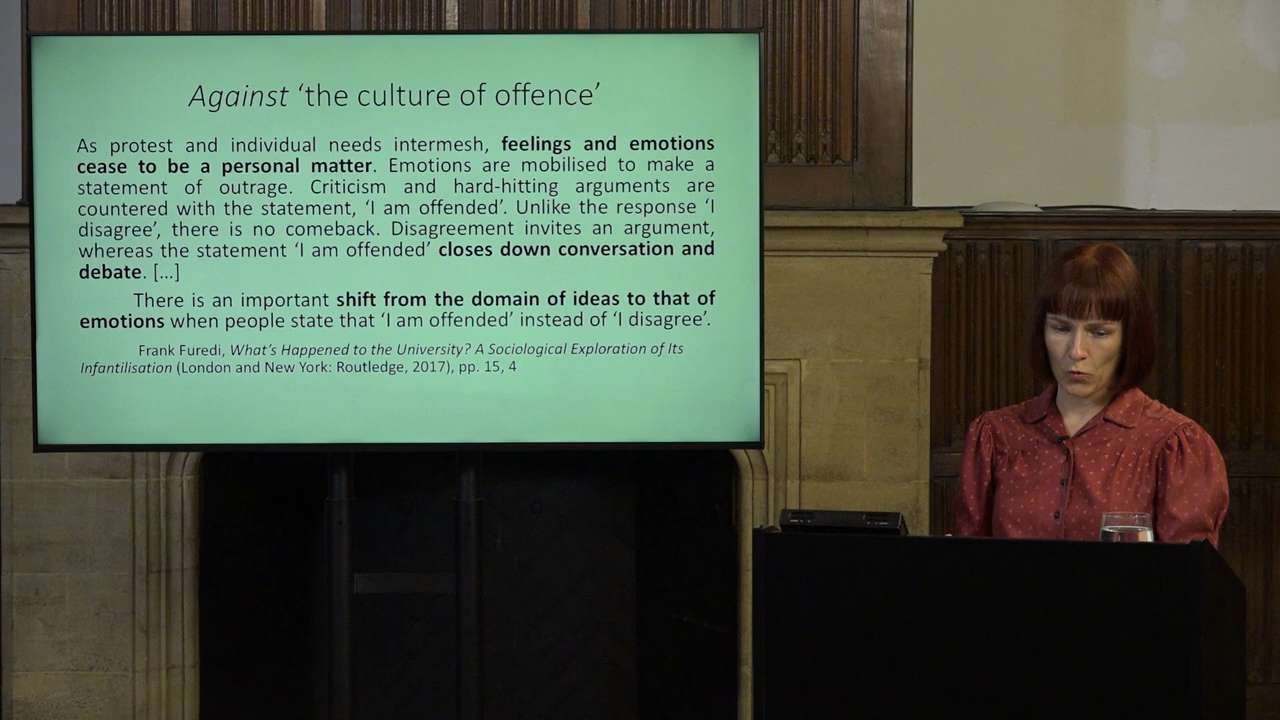 Against ‘the culture of offence’
As protest and individual needs intermesh, feelings and emotions
cease to be a personal matter. Emotions are mobilised to make a
statement of outrage. Criticism and hard-hitting arguments are
countered with the statement, ‘I am offended’. Unlike the response ‘I
disagree’, there is no comeback. Disagreement invites an argument,
whereas the statement ‘I am offended’ closes down conversation and
debate. […]
There is an important shift from the domain of ideas to that of
emotions when people state that ‘I am offended’ instead of ‘I disagree’.
Frank Furedi, What’s Happened to the University? A Sociological Exploration of Its
Infantilisation (London and New York: Routledge, 2017), pp. 15, 4